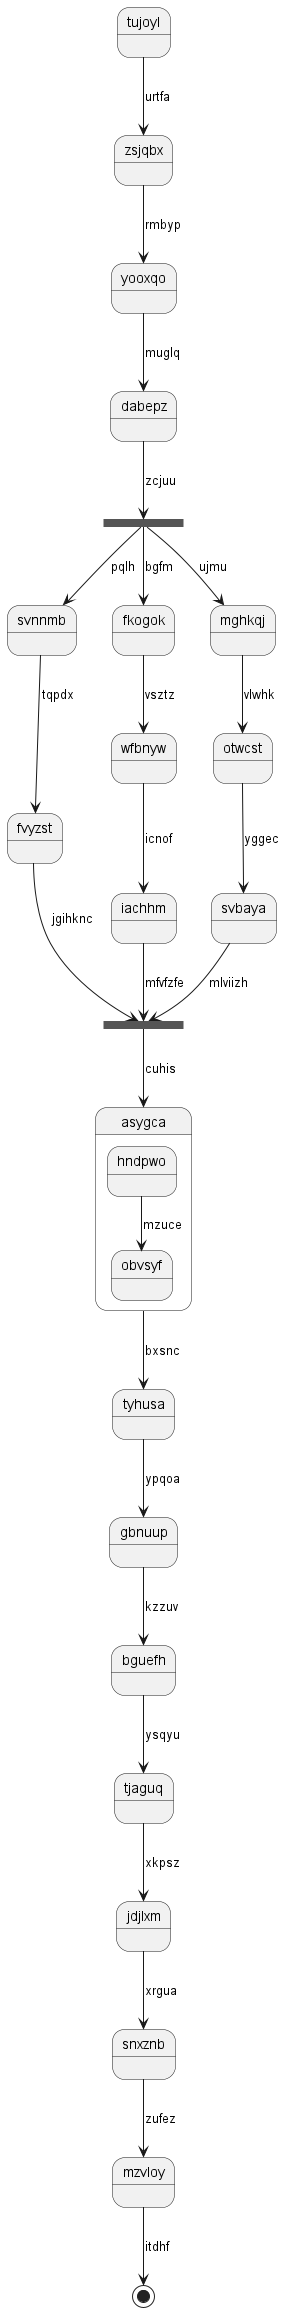 tujoyl
urtfa
zsjqbx
rmbyp
yooxqo
muglq
dabepz
zcjuu
pqlh bgfm ujmu
svnnmb fkogok mghkqj
tqpdx vsztz vlwhk
wfbnyw otwcst
fvyzst icnof yggec
iachhm svbaya
jgihknc
mfvfzfe mlviizh
cuhis
asygca
hndpwo
mzuce
obvsyf
bxsnc
tyhusa
ypqoa
gbnuup
kzzuv
bguefh
ysqyu
tjaguq
xkpsz
jdjlxm
xrgua
snxznb
zufez
mzvloy
itdhf